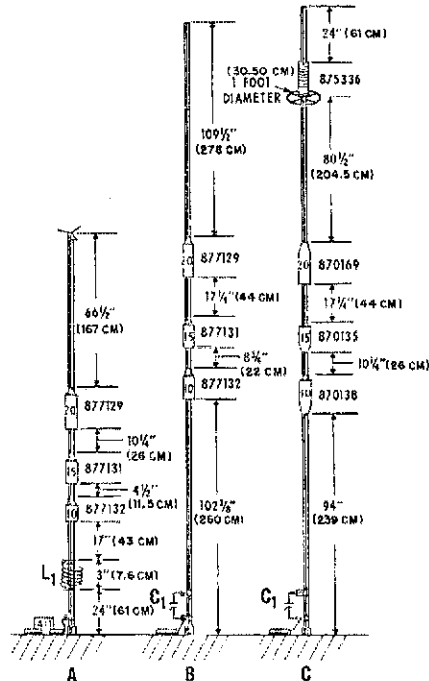 24" (61 CM)
(30.50 CM)
1 FOOT
DIAMETER
875336
80½"
(204.5 CM)
20
870169
17¼" (44 CM)
15
870135
10¼" (26 CM)
10
870138
94"
(239 CM)
C₁
C
109½"
(278 CM)
20
877129
17¼" (44 CM)
15
877131
(22 CM)
10
877132
102⅛"
(260 CM)
C₁
B
66½"
(167 CM)
20
877129
10¼"
(26 CM)
15
877131
4½"
(11.5 CM)
10
877132
17" (43 CM)
L₁
3" (7.6 CM)
24" (61 CM)
A